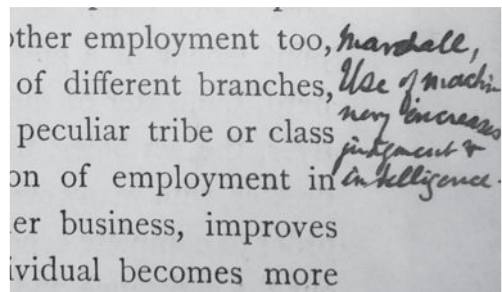 other employment too, Marshall,
of different branches, Use of machi
peculiar tribe or class nery increases
judgment &
on of employment in intelligence.
er business, improves
ividual becomes more